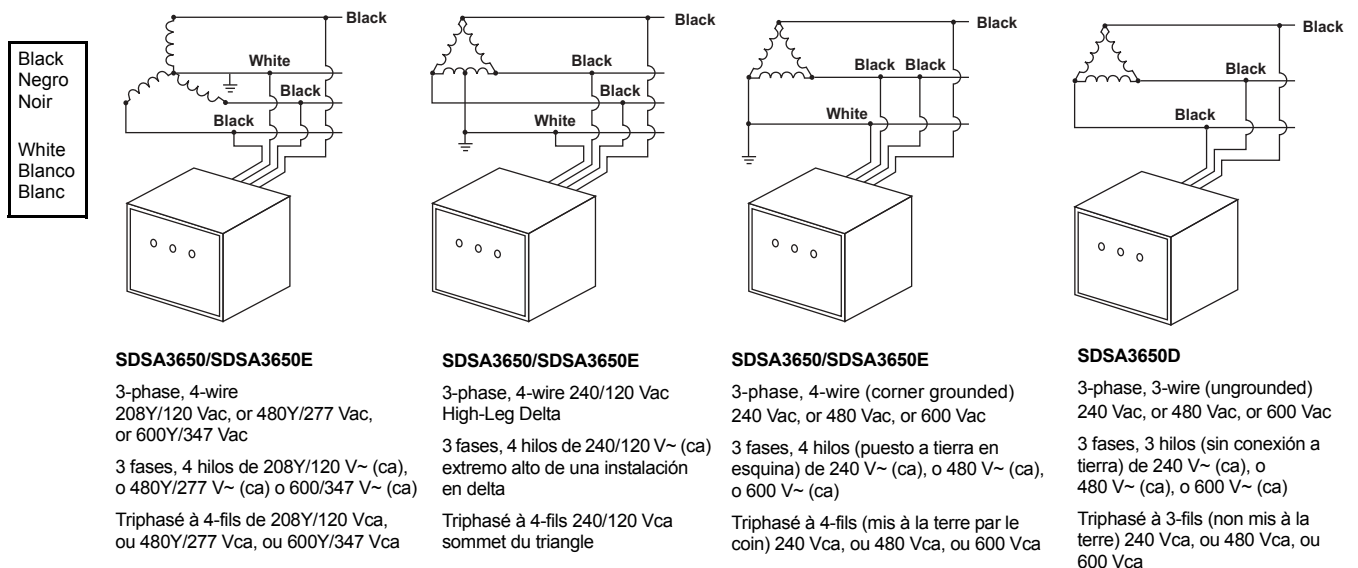 Black
Negro
Noir
White
Blanco
Blanc
Black
White
Black
Black
Black
Black
Black
White
Black
Black Black
White
Black
Black
Black
SDSA3650/SDSA3650E
3-phase, 4-wire
208Y/120 Vac, or 480Y/277 Vac,
or 600Y/347 Vac
3 fases, 4 hilos de 208Y/120 V~ (ca),
o 480Y/277 V~ (ca) o 600/347 V~ (ca)
Triphasé à 4-fils de 208Y/120 Vca,
ou 480Y/277 Vca, ou 600Y/347 Vca
SDSA3650/SDSA3650E
3-phase, 4-wire 240/120 Vac
High-Leg Delta
3 fases, 4 hilos de 240/120 V~ (ca)
extremo alto de una instalación
en delta
Triphasé à 4-fils 240/120 Vca
sommet du triangle
SDSA3650/SDSA3650E
3-phase, 4-wire (corner grounded)
240 Vac, or 480 Vac, or 600 Vac
3 fases, 4 hilos (puesto a tierra en
esquina) de 240 V~ (ca), o 480 V~ (ca),
o 600 V~ (ca)
Triphasé à 4-fils (mis à la terre par le
coin) 240 Vca, ou 480 Vca, ou 600 Vca
SDSA3650D
3-phase, 3-wire (ungrounded)
240 Vac, or 480 Vac, or 600 Vac
3 fases, 3 hilos (sin conexión a
tierra) de 240 V~ (ca), o
480 V~ (ca), o 600 V~ (ca)
Triphasé à 3-fils (non mis à la
terre) 240 Vca, ou 480 Vca, ou
600 Vca